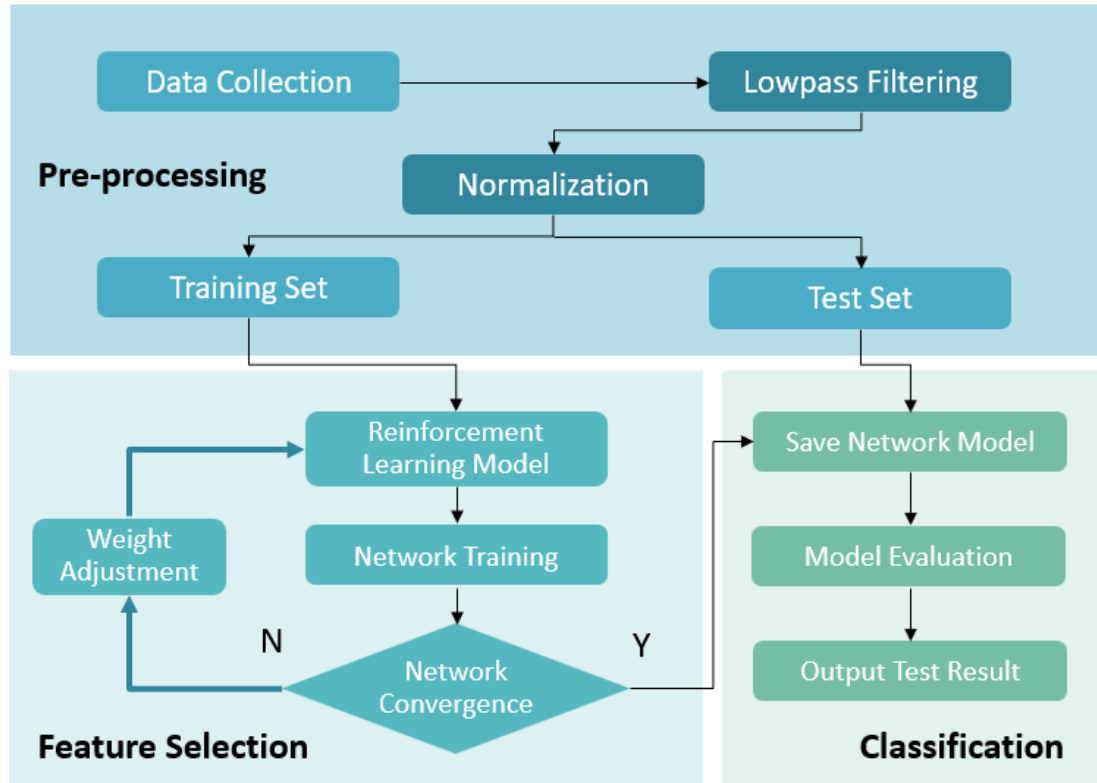 Data Collection
Lowpass Filtering
Pre-processing
Normalization
Training Set
Test Set
Reinforcement
Learning Model
Save Network Model
Weight
Adjustment
Network Training
Model Evaluation
N
Y
Network
Convergence
Output Test Result
Feature Selection
Classification